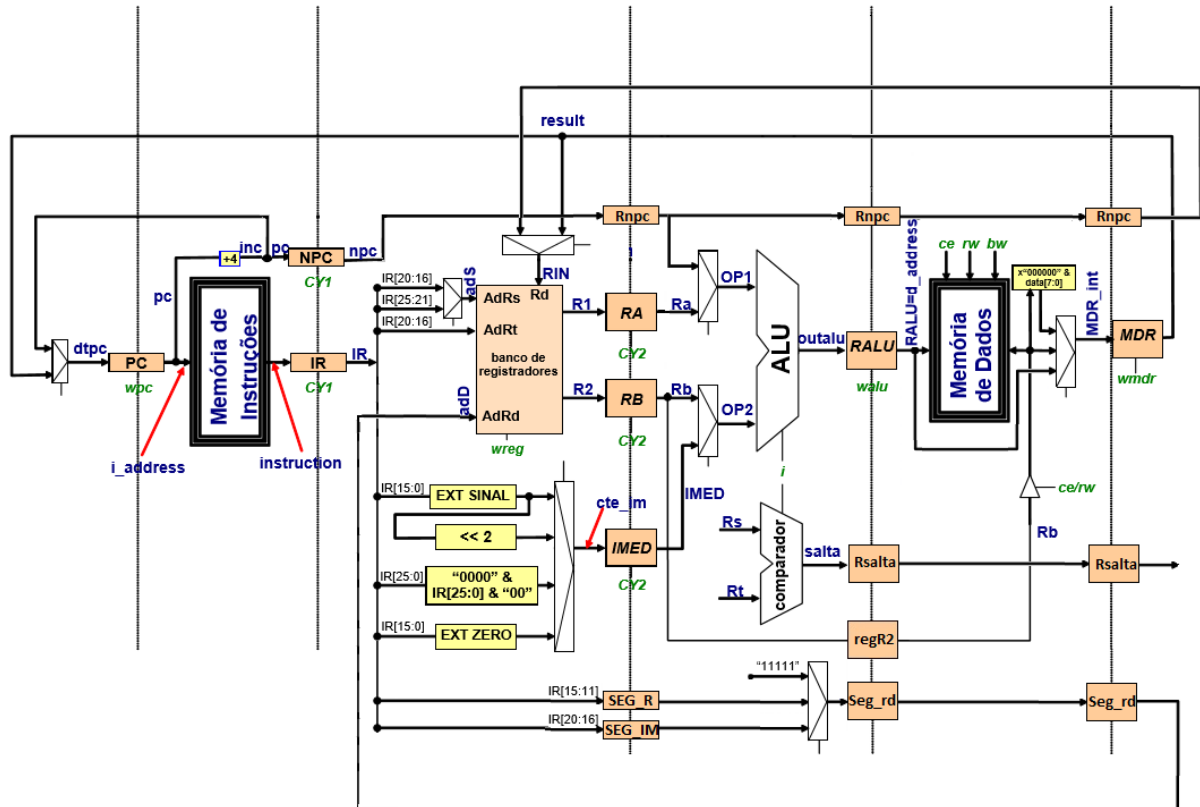 result
Rnpc
Rnpc
Rnpc
inc_pc
+4
NPC
npc
CY1
pc
RIN
ce rw bw
RALU=d_address
x“000000” &
data[7:0]
MDR_int
IR[20:16]
IR[25:21]
IR[20:16]
adS
AdRs
Rd
AdRt
banco de
registradores
AdRd
adD
wreg
R1
RA
Ra
CY2
OP1
ALU
outalu
RALU
walu
Memória
de Dados
MDR
wmdr
dtpc
PC
wpc
Memória de
Instruções
IR
IR
CY1
R2
RB
Rb
CY2
OP2
i_address
instruction
i
IMED
ce/rw
Rb
IR[15:0]
EXT SINAL
<< 2
IR[25:0]
“0000” &
IR[25:0] & “00”
IR[15:0]
EXT ZERO
cte_im
IMED
CY2
Rs
Rt
comparador
salta
Rsalta
Rsalta
regR2
“11111”
IR[15:11]
SEG_R
IR[20:16]
SEG_IM
Seg_rd
Seg_rd